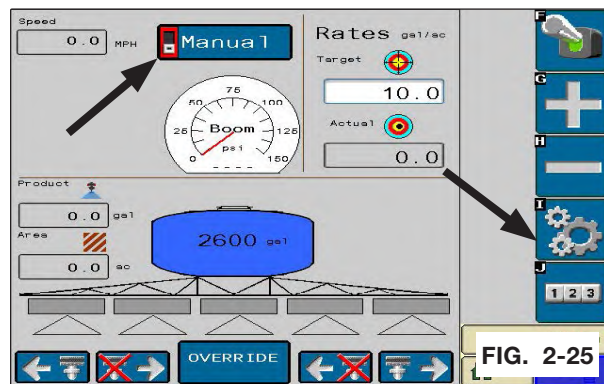 Speed
0.0 MPH
Manual
Rates gal/ac
Target
10.0
Actual
0.0
0
25
50
75
100
125
150
Boom
psi
----
Product
0.0 gal
Area
0.0 ac
2600 gal
OVERRIDE
F
G
H
I
J
1 2 3
FIG. 2-25